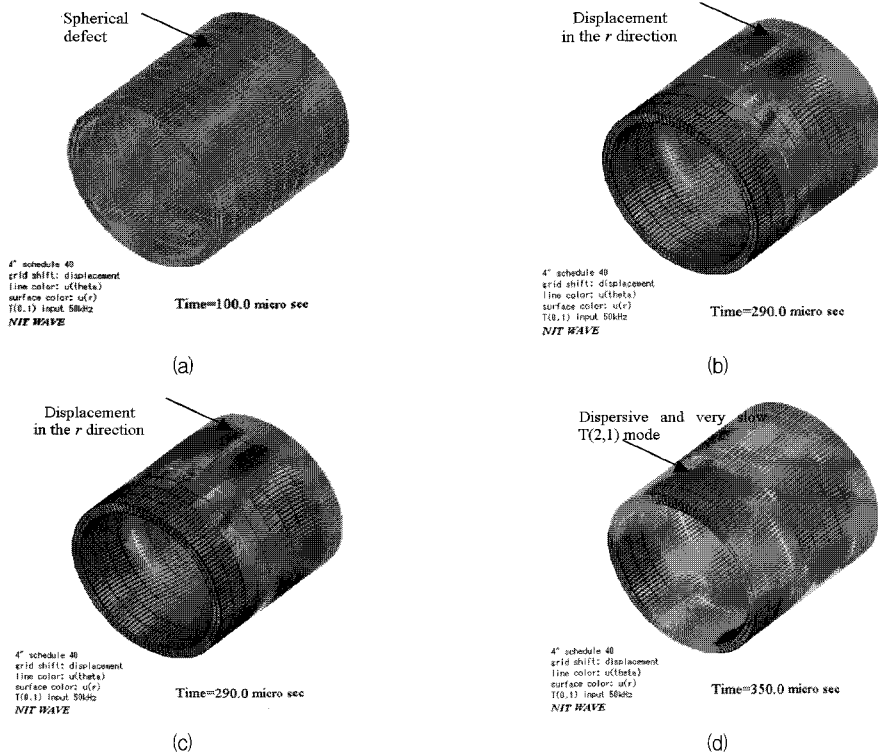 Spherical
defect
4" schedule 40
grid shift: displacement
line color: u(theta)
surface color: u(r)
T(0,1) input 50kHz
NIT WAVE
Time=100.0 micro sec
(a)
Displacement
in the r direction
4" schedule 40
grid shift: displacement
line color: u(theta)
surface color: u(r)
T(0,1) input 50kHz
NIT WAVE
Time=290.0 micro sec
(b)
Displacement
in the r direction
4" schedule 40
grid shift: displacement
line color: u(theta)
surface color: u(r)
T(0,1) input 50kHz
NIT WAVE
Time=290.0 micro sec
(c)
Dispersive and very slow
T(2,1) mode
4" schedule 40
grid shift: displacement
line color: u(theta)
surface color: u(r)
T(0,1) input 50kHz
NIT WAVE
Time=350.0 micro sec
(d)